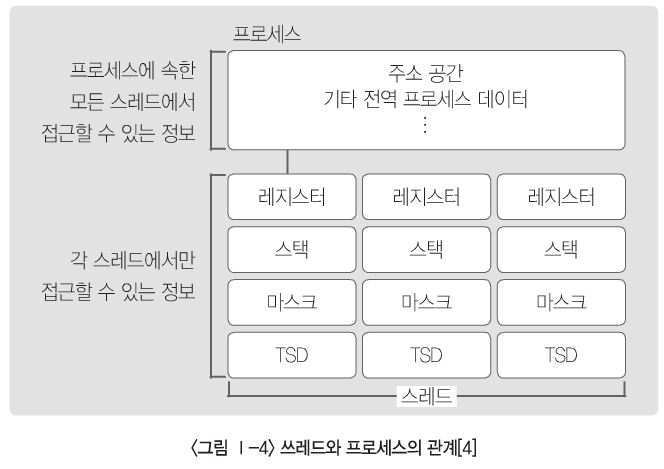 프로세스
프로세스에 속한
모든 스레드에서
접근할 수 있는 정보
주소 공간
기타 전역 프로세스 데이터
⋮
각 스레드에서만
접근할 수 있는 정보
레지스터 레지스터 레지스터
스택 스택 스택
마스크 마스크 마스크
TSD TSD TSD
스레드
<그림 Ⅰ-4> 쓰레드와 프로세스의 관계[4]